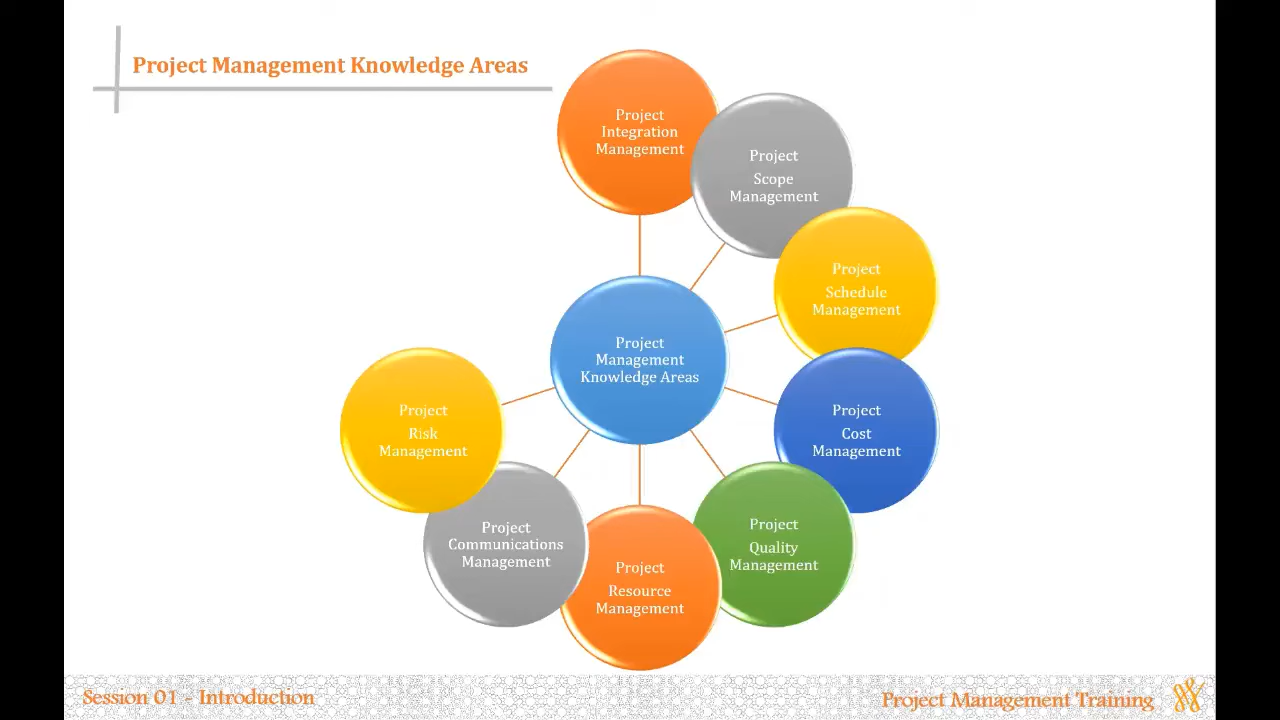 Project Management Knowledge Areas
Project
Integration
Management
Project
Scope
Management
Project
Schedule
Management
Project
Cost
Management
Project
Quality
Management
Project
Resource
Management
Project
Communications
Management
Project
Risk
Management
Project
Management
Knowledge Areas
Session 01 - Introduction
Project Management Training